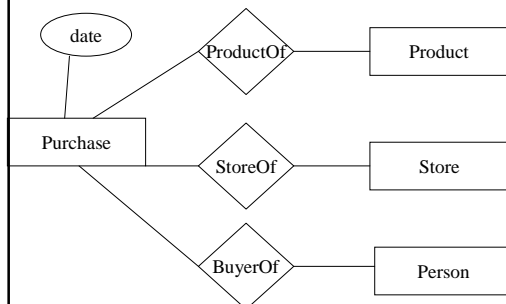 date
ProductOf
Product
Purchase
StoreOf
Store
BuyerOf
Person